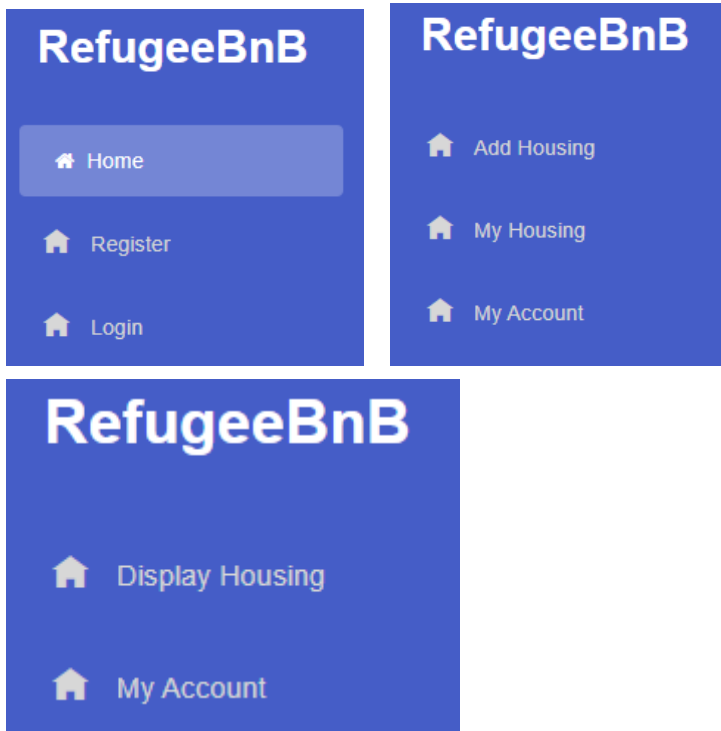 RefugeeBnB
Home
Register
Login
RefugeeBnB
Add Housing
My Housing
My Account
RefugeeBnB
Display Housing
My Account